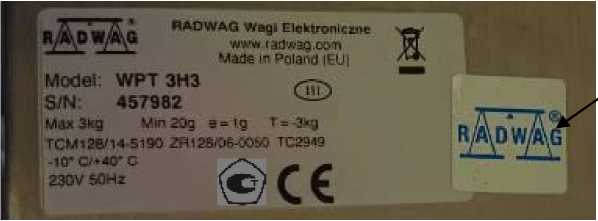 RADWAG
RADWAG Wagi Elektroniczne
www.radwag.com
Made in Poland (EU)
Model: WPT 3H3
III
S/N: 457982
Max 3kg Min 20g e=1g T=-3kg
TCM128/14-5190 ZR128/06-0050 TC2949
-10° C/+40° C
230V 50Hz
CE
RADWAG®